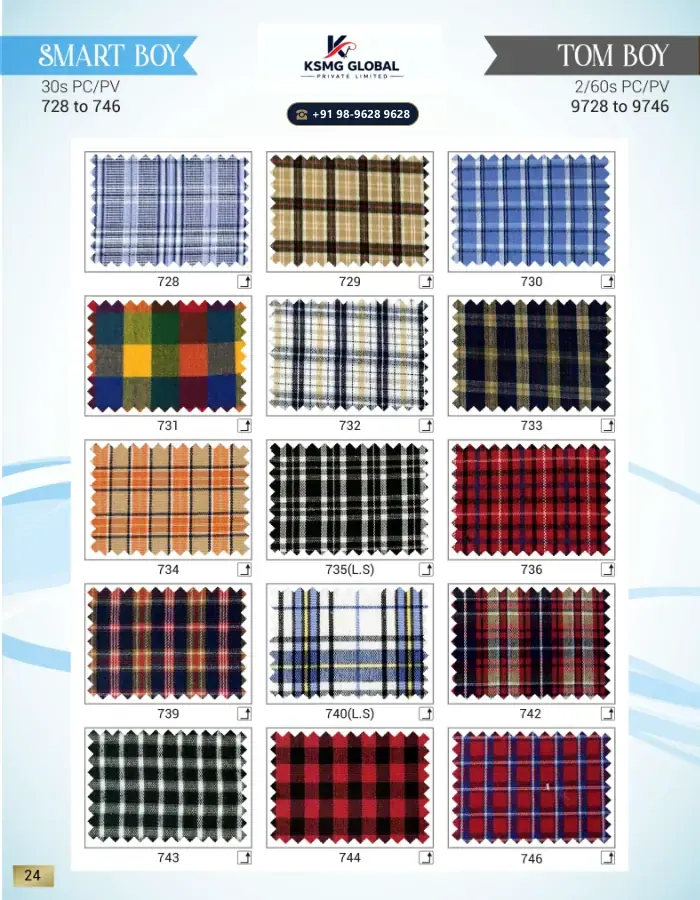 SMART BOY
30s PC/PV
728 to 746
KSMG GLOBAL
PRIVATE LIMITED
+91 98-9628 9628
TOM BOY
2/60s PC/PV
9728 to 9746
728
729
730
731
732
733
734
735(L.S)
736
739
740(L.S)
742
743
744
746
24